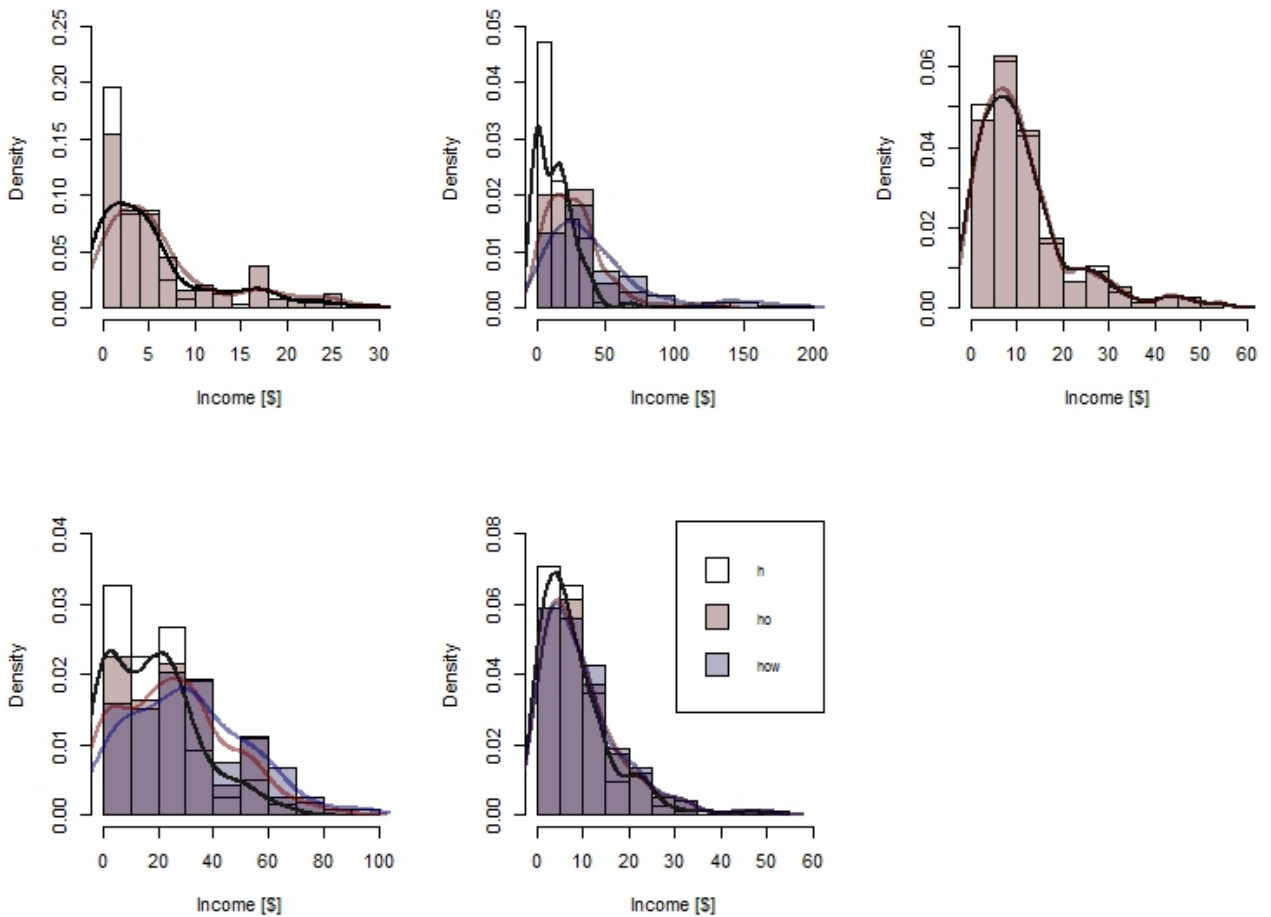 Density
0.00 0.05 0.10 0.15 0.20 0.25
0 5 10 15 20 25 30
Income [$]
Density
0.00 0.01 0.02 0.03 0.04 0.05
0 50 100 150 200
Income [$]
Density
0.00 0.02 0.04 0.06
0 10 20 30 40 50 60
Income [$]
Density
0.00 0.01 0.02 0.03 0.04
0 20 40 60 80 100
Income [$]
Density
0.00 0.02 0.04 0.06 0.08
0 10 20 30 40 50 60
Income [$]
h
ho
how